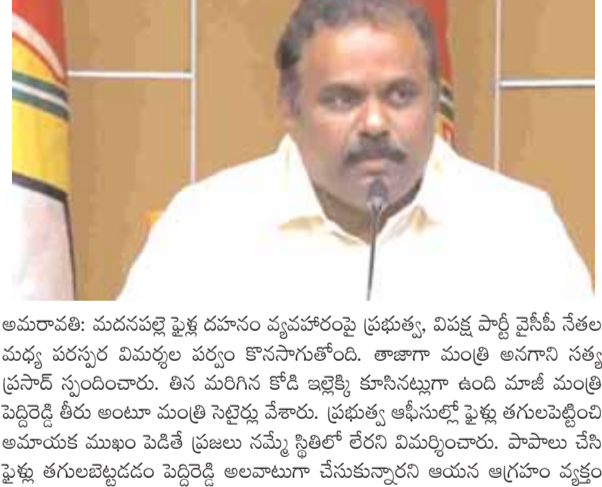 అమరావతి: మదనపల్లె ఫైళ్ల దహనం వ్యవహారంపై ప్రభుత్వ, విపక్ష పార్టీ వైసీపీ నేతల
మధ్య పరస్పర విమర్శల పర్వం కొనసాగుతోంది. తాజాగా మంత్రి అనగాని సత్య
ప్రసాద్ స్పందించారు. తిన మరిగిన కోడి ఇల్లెక్కి కూసినట్లుగా ఉంది మాజీ మంత్రి
పెద్దిరెడ్డి తీరు అంటూ మంత్రి సెటైర్లు వేశారు. ప్రభుత్వ ఆఫీసుల్లో ఫైళ్లు తగులపెట్టించి
అమాయక ముఖం పెడితే ప్రజలు నమ్మే స్థితిలో లేరని విమర్శించారు. పాపాలు చేసి
ఫైళ్లు తగులబెట్టడడం పెద్దిరెడ్డి అలవాటుగా చేసుకున్నారని ఆయన ఆగ్రహం వ్యక్తం